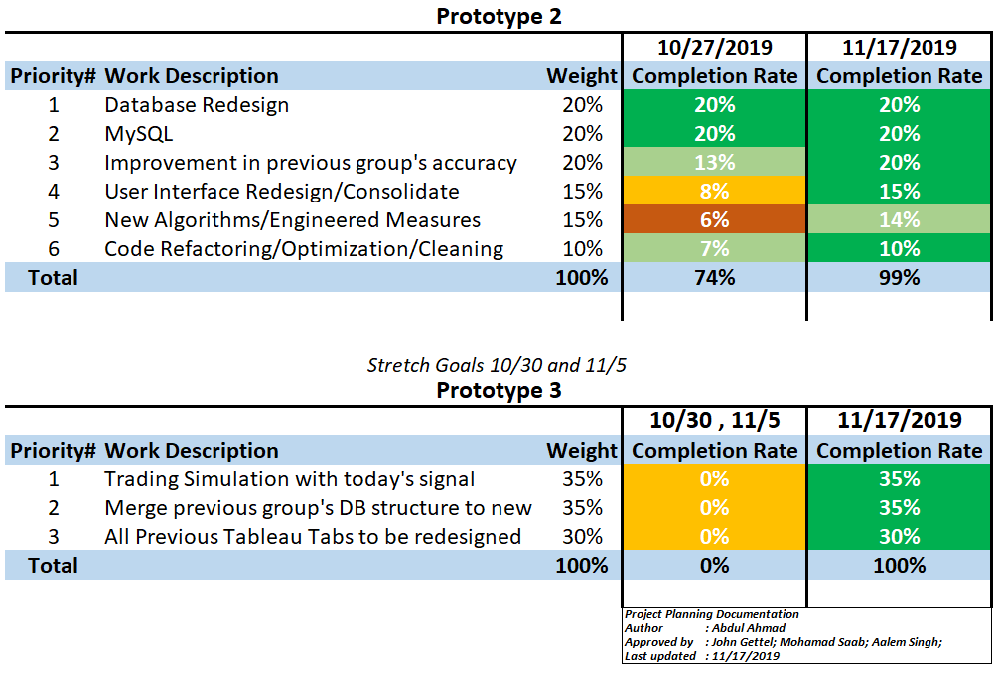 Prototype 2
10/27/2019 11/17/2019
Priority# Work Description Weight Completion Rate Completion Rate
1 Database Redesign 20% 20% 20%
2 MySQL 20% 20% 20%
3 Improvement in previous group's accuracy 20% 13% 20%
4 User Interface Redesign/Consolidate 15% 8% 15%
5 New Algorithms/Engineered Measures 15% 6% 14%
6 Code Refactoring/Optimization/Cleaning 10% 7% 10%
Total 100% 74% 99%
Stretch Goals 10/30 and 11/5
Prototype 3
10/30 , 11/5 11/17/2019
Priority# Work Description Weight Completion Rate Completion Rate
1 Trading Simulation with today's signal 35% 0% 35%
2 Merge previous group's DB structure to new 35% 0% 35%
3 All Previous Tableau Tabs to be redesigned 30% 0% 30%
Total 100% 0% 100%
Project Planning Documentation
Author : Abdul Ahmad
Approved by : John Gettel; Mohamad Saab; Aalem Singh;
Last updated : 11/17/2019